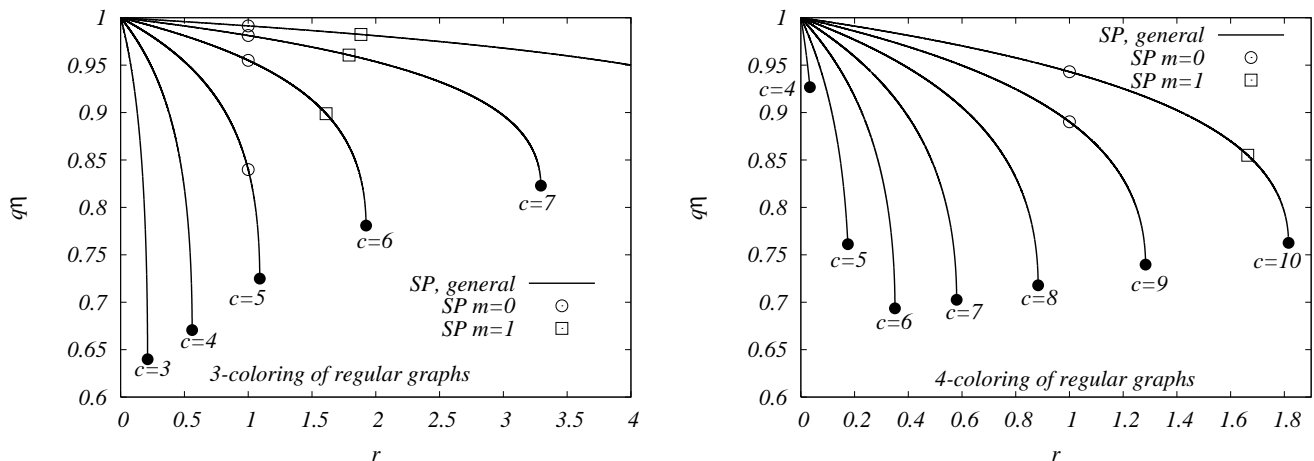 1
0.95
0.9
0.85
0.8
0.75
0.7
0.65
0.6
0
0.5
1
1.5
2
2.5
3
3.5
4
qη
r
SP, general
SP m=0
SP m=1
c=3
c=4
c=5
c=6
c=7
3-coloring of regular graphs
1
0.95
0.9
0.85
0.8
0.75
0.7
0.65
0.6
0
0.2
0.4
0.6
0.8
1
1.2
1.4
1.6
1.8
qη
r
SP, general
SP m=0
SP m=1
c=4
c=5
c=6
c=7
c=8
c=9
c=10
4-coloring of regular graphs